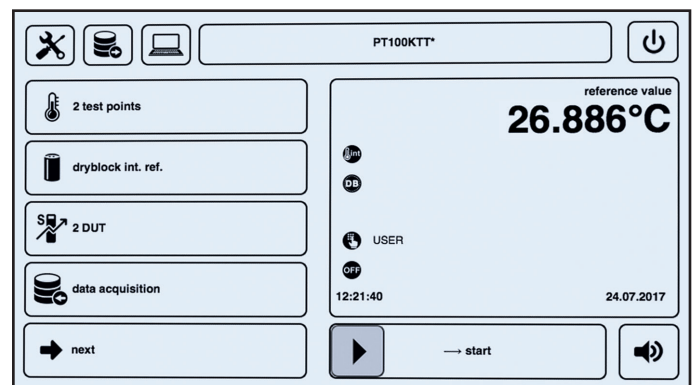 PT100KTT*
2 test points
dryblock int. ref.
S 2 DUT
data acquisition
next
reference value
26.886°C
int
DB
USER
OFF
12:21:40 24.07.2017
→ start